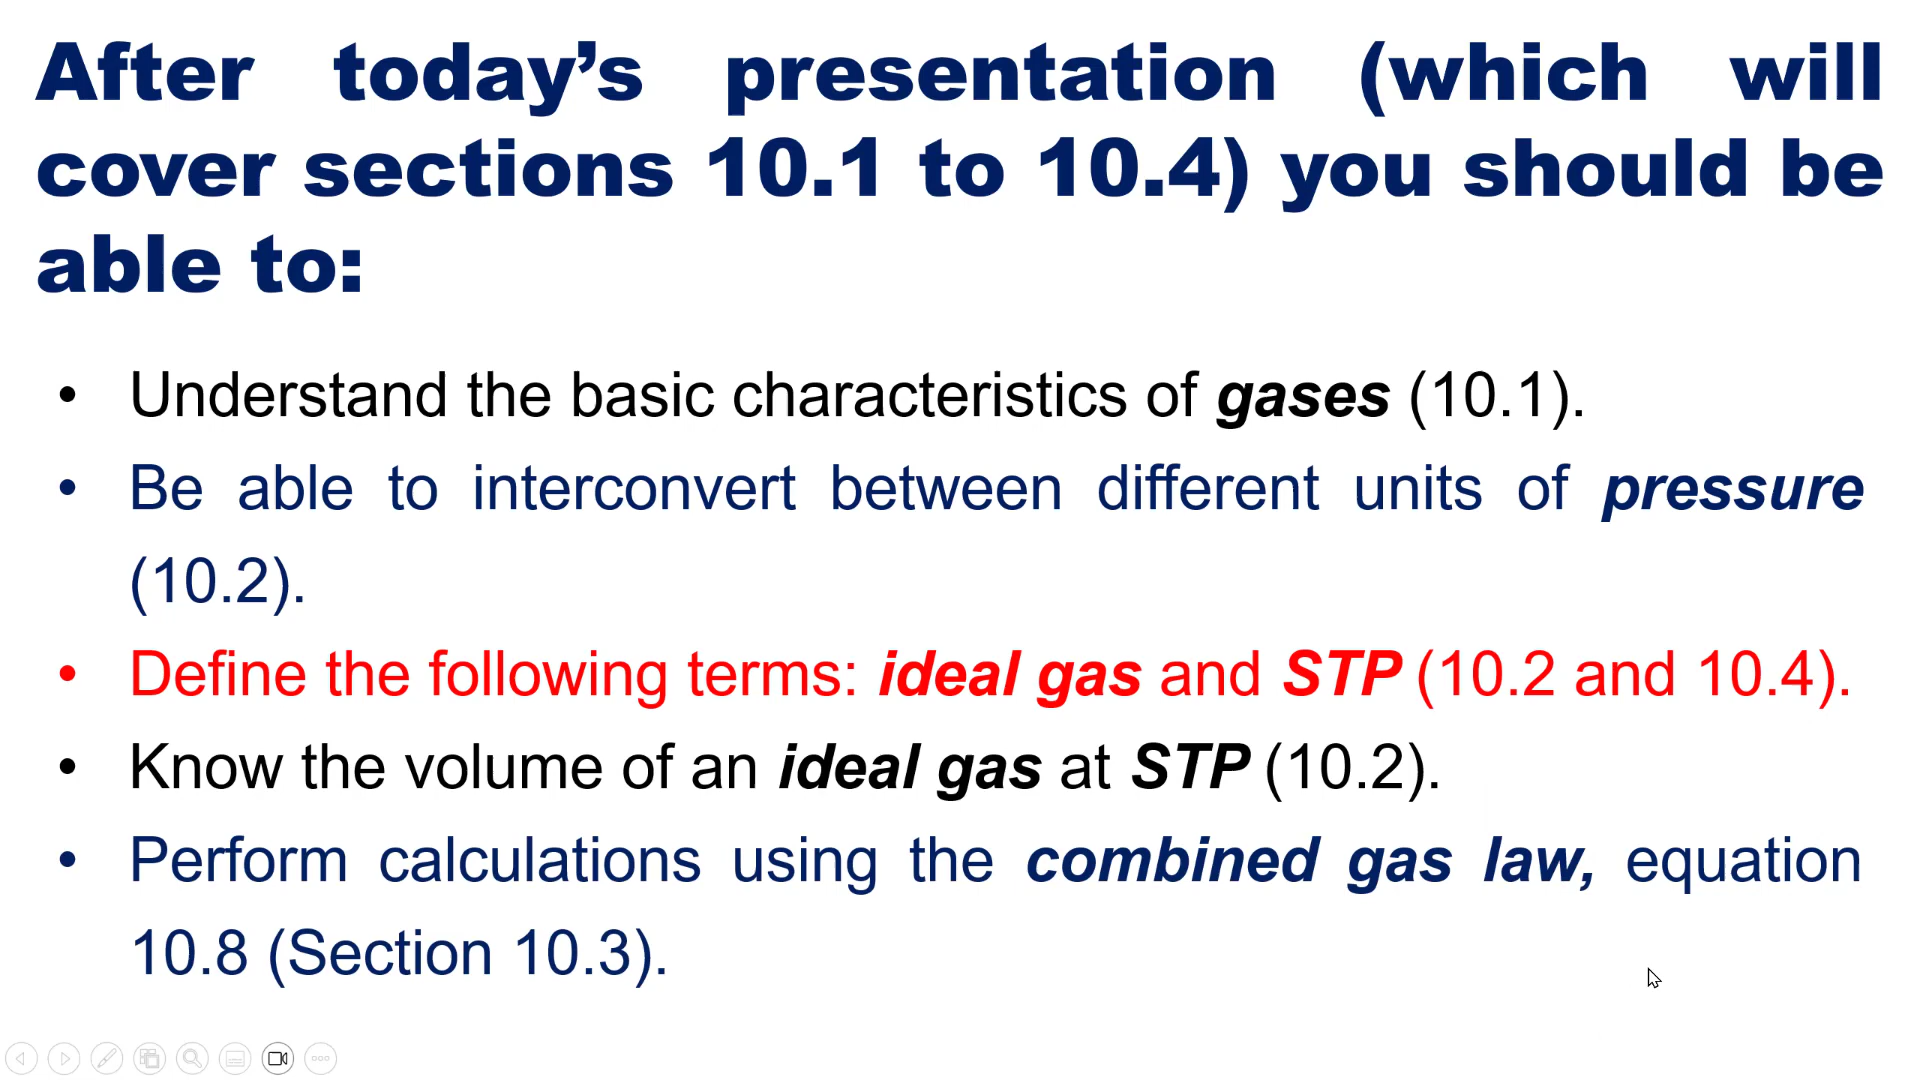 After today’s presentation (which will
cover sections 10.1 to 10.4) you should be
able to:
• Understand the basic characteristics of gases (10.1).
• Be able to interconvert between different units of pressure
(10.2).
• Define the following terms: ideal gas and STP (10.2 and 10.4).
• Know the volume of an ideal gas at STP (10.2).
• Perform calculations using the combined gas law, equation
10.8 (Section 10.3).